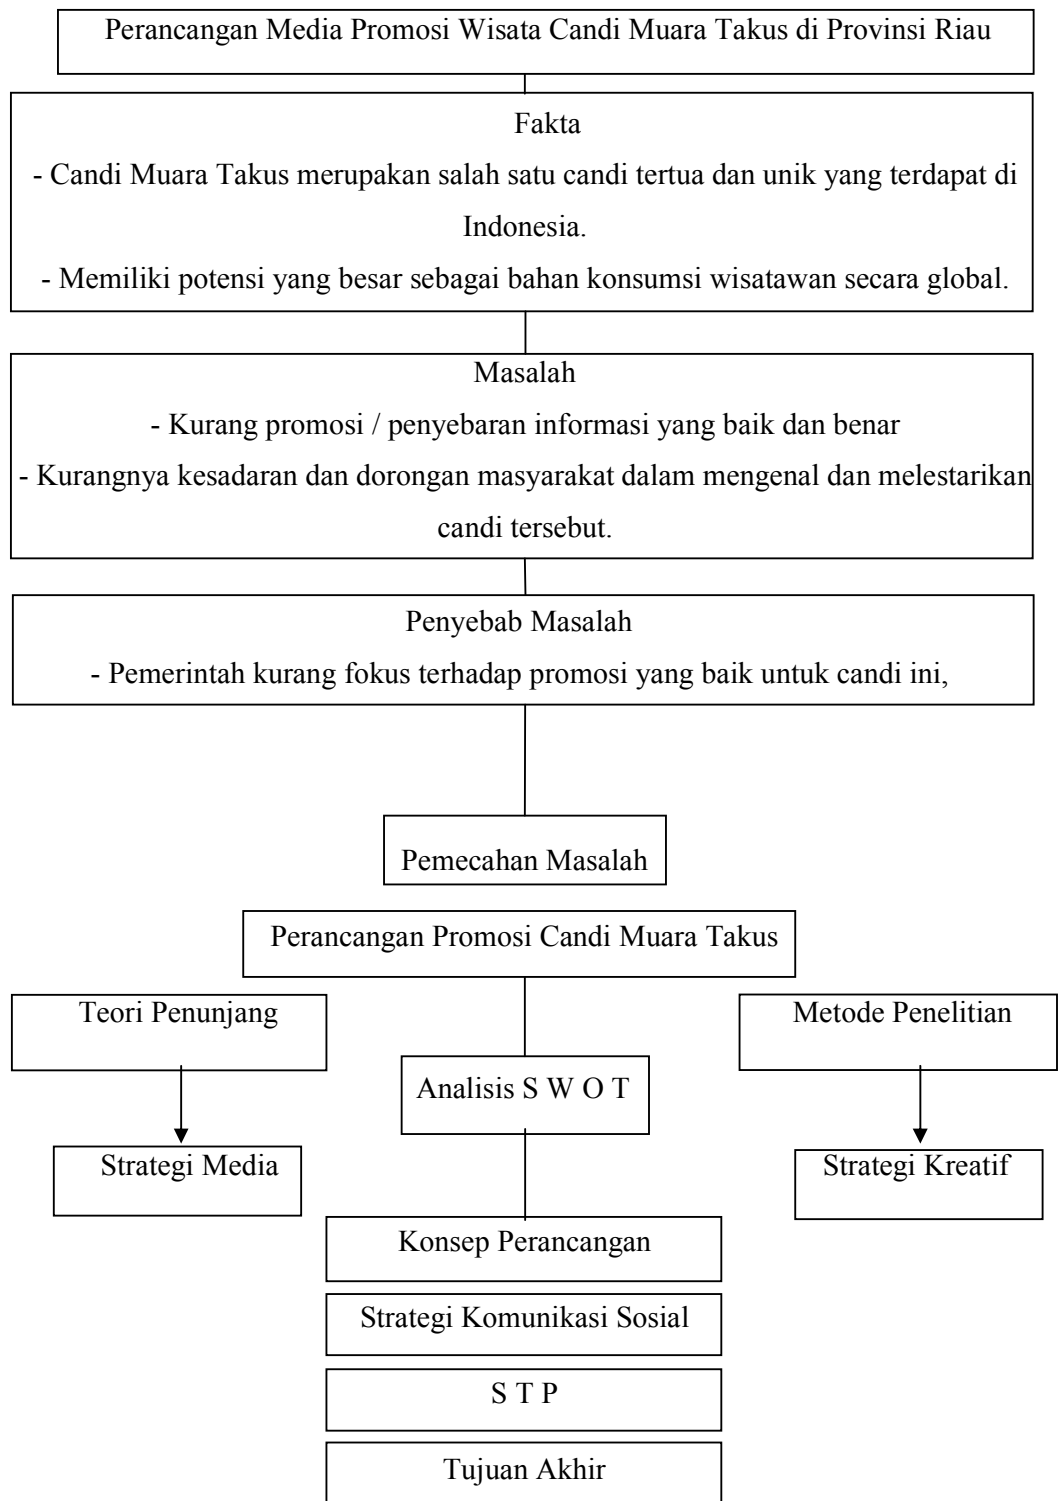 Perancangan Media Promosi Wisata Candi Muara Takus di Provinsi Riau
Fakta
- Candi Muara Takus merupakan salah satu candi tertua dan unik yang terdapat di
Indonesia.
- Memiliki potensi yang besar sebagai bahan konsumsi wisatawan secara global.
Masalah
- Kurang promosi / penyebaran informasi yang baik dan benar
- Kurangnya kesadaran dan dorongan masyarakat dalam mengenal dan melestarikan
candi tersebut.
Penyebab Masalah
- Pemerintah kurang fokus terhadap promosi yang baik untuk candi ini,
Pemecahan Masalah
Perancangan Promosi Candi Muara Takus
Teori Penunjang
Metode Penelitian
Analisis S W O T
Strategi Media
Strategi Kreatif
Konsep Perancangan
Strategi Komunikasi Sosial
S T P
Tujuan Akhir